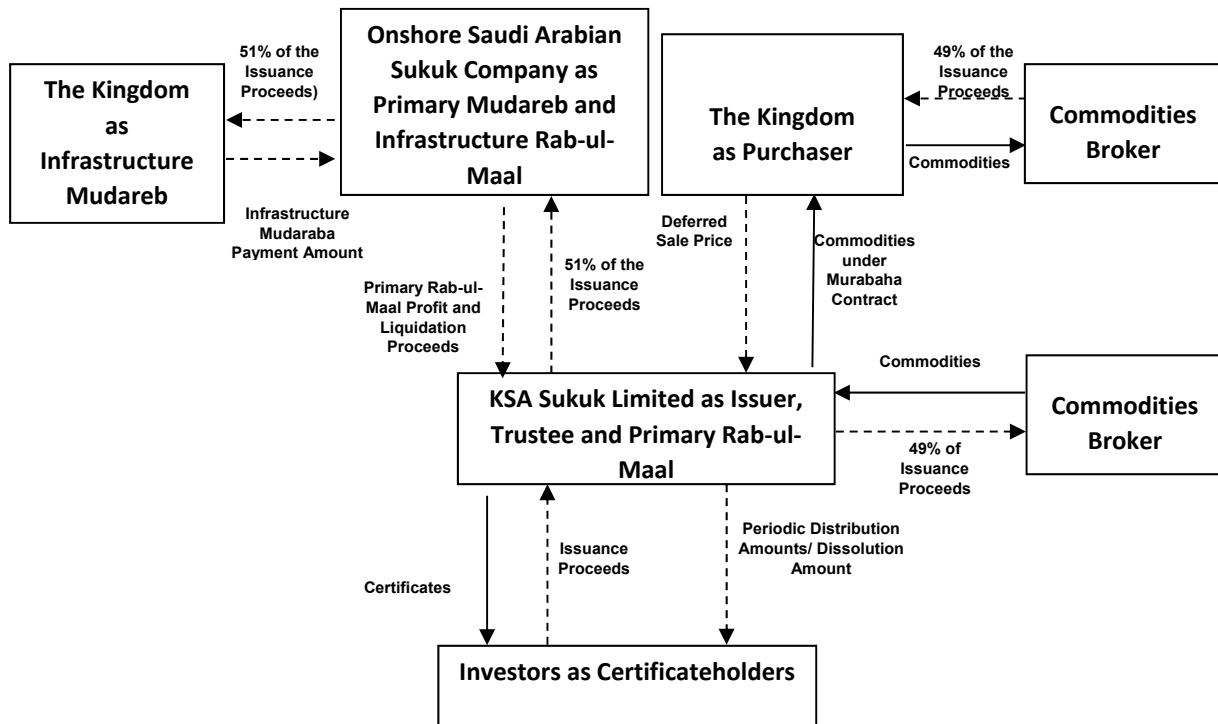 51% of the
Issuance
Proceeds)
The Kingdom
as
Infrastructure
Mudareb
Onshore Saudi Arabian
Sukuk Company as
Primary Mudareb and
Infrastructure Rab-ul-
Maal
The Kingdom
as Purchaser
49% of the
Issuance
Proceeds
Commodities
Commodities
Broker
Infrastructure
Mudaraba
Payment Amount
Primary Rab-ul-
Maal Profit and
Liquidation
Proceeds
51% of the
Issuance
Proceeds
Deferred
Sale Price
Commodities
under
Murabaha
Contract
KSA Sukuk Limited as Issuer,
Trustee and Primary Rab-ul-
Maal
Commodities
49% of
Issuance
Proceeds
Commodities
Broker
Certificates
Issuance
Proceeds
Periodic Distribution
Amounts/ Dissolution
Amount
Investors as Certificateholders